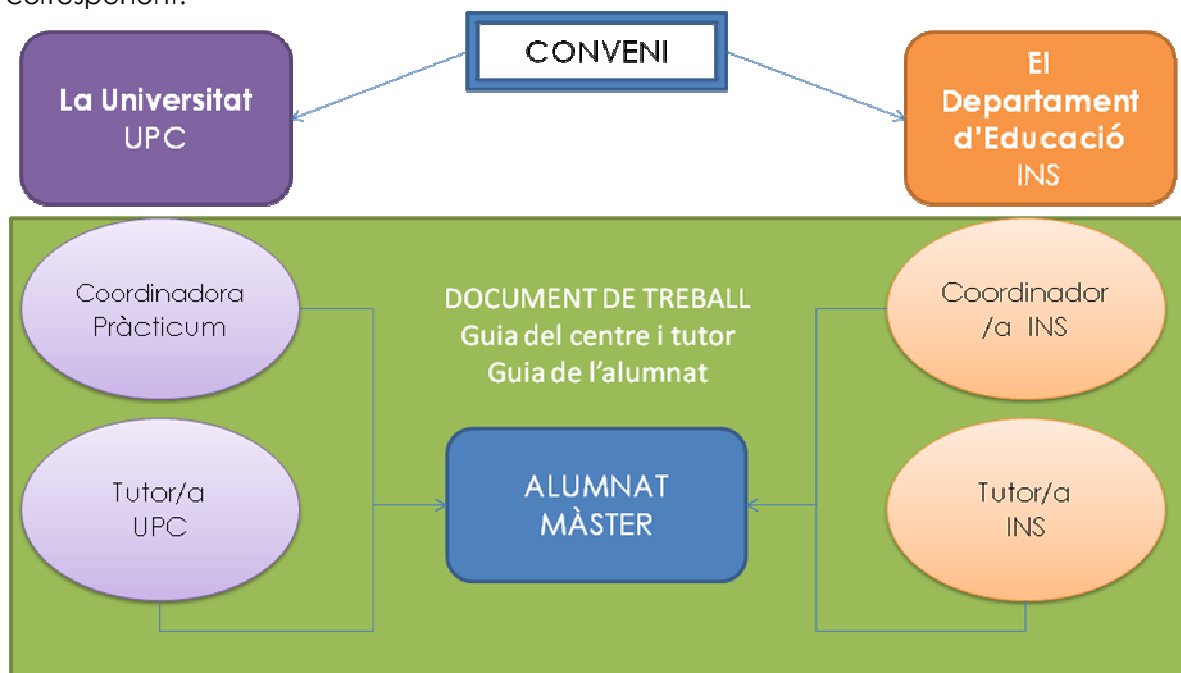 corresponent.
CONVENI
La Universitat
UPC
El
Departament
d'Educació
INS
Coordinadora
Pràcticum
DOCUMENT DE TREBALL
Guia del centre i tutor
Guia de l'alumnat
Coordinador
/a INS
Tutor/a
UPC
ALUMNAT
MÀSTER
Tutor/a
INS